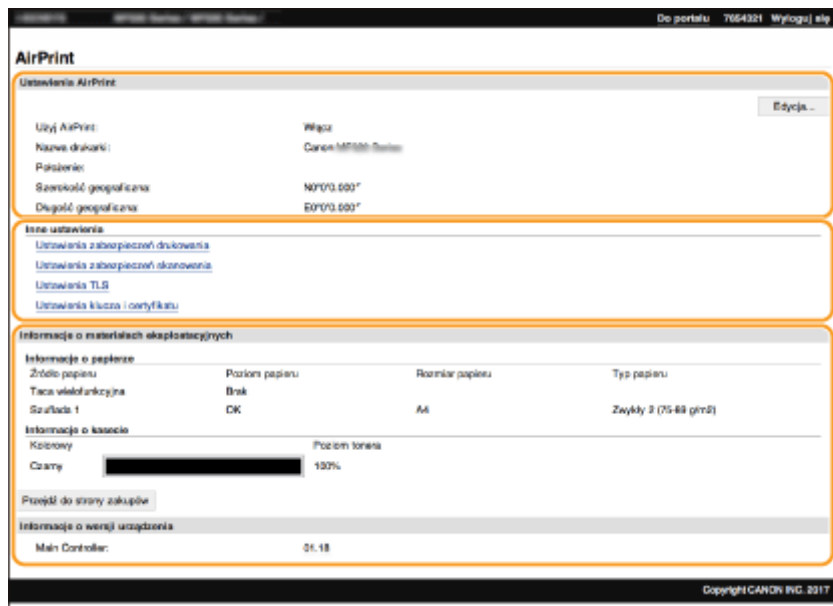 Do portalu 7654321 Wyloguj się
AirPrint
Ustawienia AirPrint
Edycja...
Użyj AirPrint: Włącz
Nazwa drukarki: Canon
Położenie:
Szerokość geograficzna: N0°0'0.000"
Długość geograficzna: E0°0'0.000"
Inne ustawienia
Ustawienia zabezpieczeń drukowania
Ustawienia zabezpieczeń skanowania
Ustawienia TLS
Ustawienia klucza i certyfikatu
Informacje o materiałach eksploatacyjnych
Informacje o papierze
Źródło papieru Poziom papieru Rozmiar papieru Typ papieru
Taca wielofunkcyjna Brak
Szuflada 1 OK A4 Zwykły 2 (75-89 g/m2)
Informacje o kasecie
Kolorowy Poziom tonera
Czarny 100%
Przejdź do strony zakupów
Informacje o wersji urządzenia
Main Controller: 01.18
Copyright CANON INC. 2017